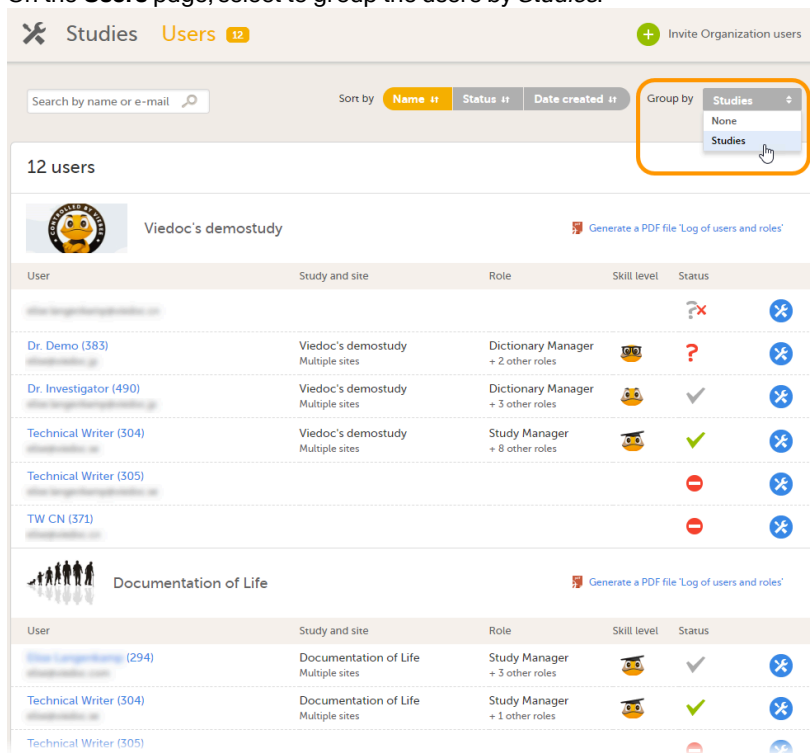 On the Users page, select to group the users by Studies.
Studies Users 12 Invite Organization users
Search by name or e-mail Sort by Name Status Date created Group by Studies
None
Studies
12 users
CONTROLLED BY VIEDOC
Viedoc's demostudy Generate a PDF file 'Log of users and roles'
User Study and site Role Skill level Status
Dr. Demo (383) Viedoc's demostudy Dictionary Manager
Multiple sites + 2 other roles
Dr. Investigator (490) Viedoc's demostudy Dictionary Manager
Multiple sites + 3 other roles
Technical Writer (304) Viedoc's demostudy Study Manager
Multiple sites + 8 other roles
Technical Writer (305)
TW CN (371)
Documentation of Life Generate a PDF file 'Log of users and roles'
User Study and site Role Skill level Status
(294) Documentation of Life Study Manager
Multiple sites + 3 other roles
Technical Writer (304) Documentation of Life Study Manager
Multiple sites + 1 other roles
Technical Writer (305)